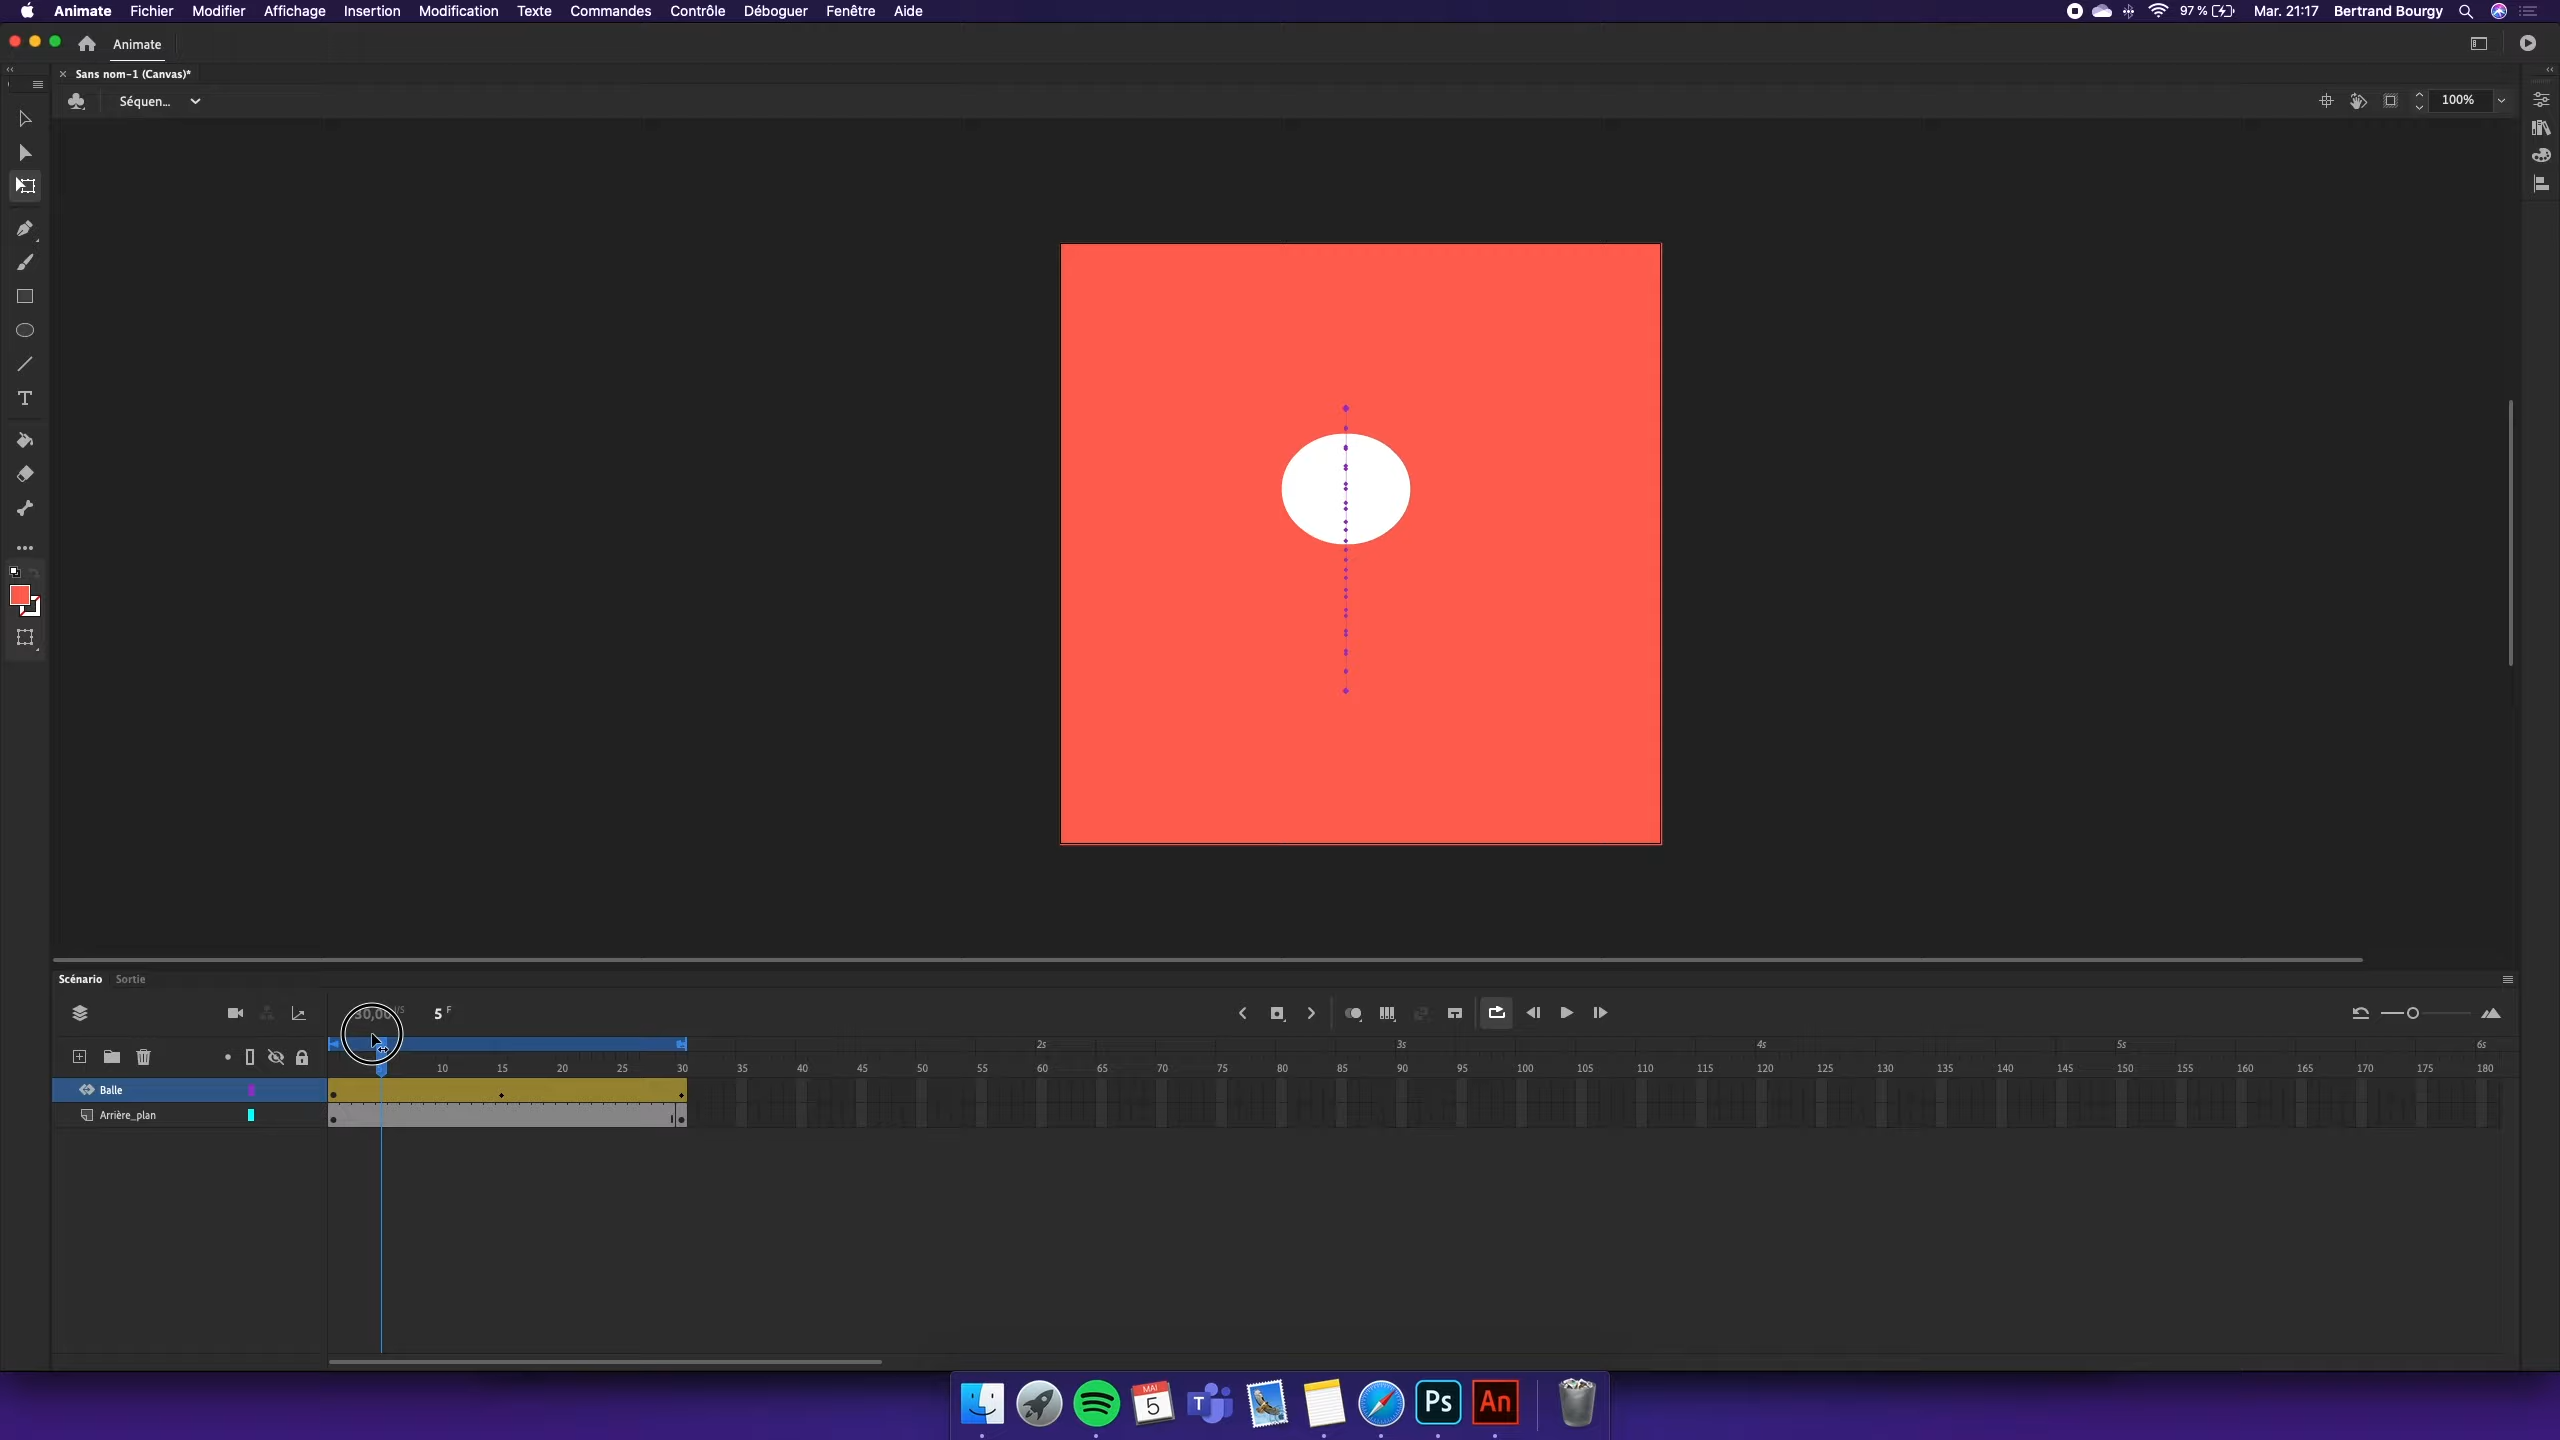 Animate Fichier Modifier Affichage Insertion Modification Texte Commandes Contrôle Déboguer Fenêtre Aide 97 % Mar. 21:17 Bertrand Bourgy
Animate
Sans nom-1 (Canvas)*
Séquen... 100%
T
Scénario Sortie
30,00 I/S 5 F
2s 3s 4s 5s 6s
10 15 20 25 30 35 40 45 50 55 60 65 70 75 80 85 90 95 100 105 110 115 120 125 130 135 140 145 150 155 160 165 170 175 180
Balle
Arrière_plan
MAI
5 T Ps An